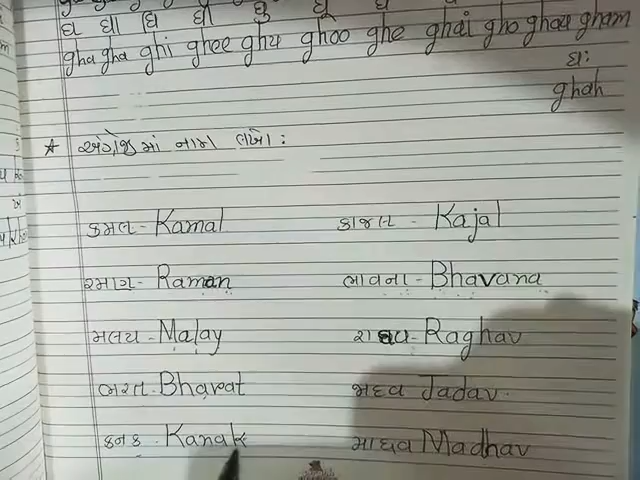 ઘ ઘા ઘિ ઘી ઘુ ઘૂ ઘે
gha gha ghi ghee ghu ghoo ghe ghai gho ghau gham
ઘઃ
ghah
* અંગ્રેજીમાં નામ લખો :
કમલ - Kamal કાજલ - Kajal
રમણ - Raman ભાવના - Bhavana
મલય - Malay રાઘવ - Raghav
ભરત - Bharat Jadav.
કનક - Kanak માધવ Madhav